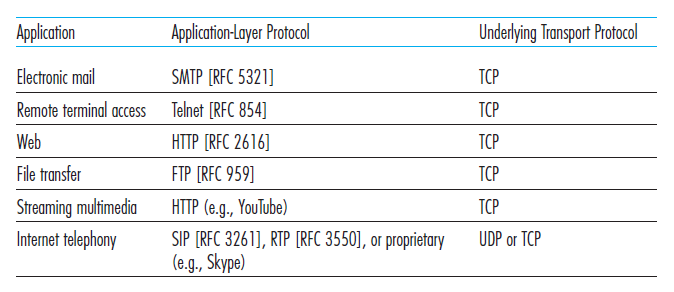 Application Application-Layer Protocol Underlying Transport Protocol
Electronic mail SMTP [RFC 5321] TCP
Remote terminal access Telnet [RFC 854] TCP
Web HTTP [RFC 2616] TCP
File transfer FTP [RFC 959] TCP
Streaming multimedia HTTP (e.g., YouTube) TCP
Internet telephony SIP [RFC 3261], RTP [RFC 3550], or proprietary UDP or TCP
(e.g., Skype)